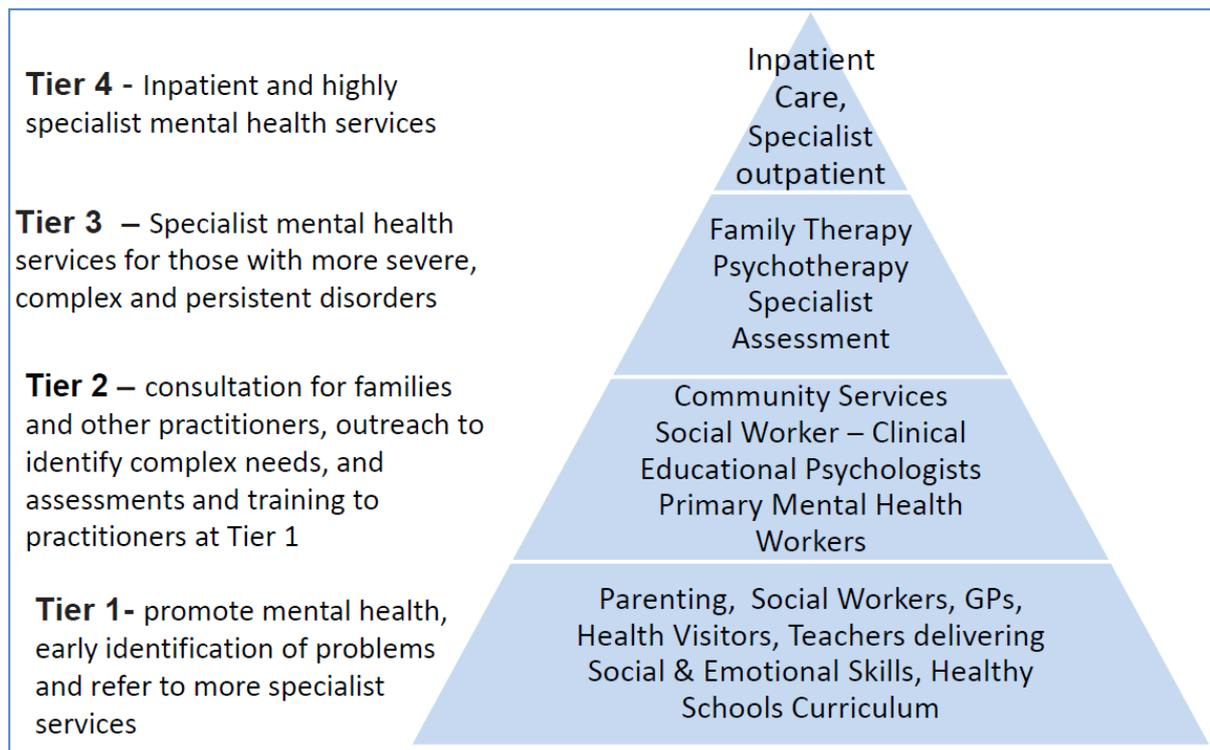 Tier 4 - Inpatient and highly
specialist mental health services
Inpatient
Care,
Specialist
outpatient
Tier 3 – Specialist mental health
services for those with more severe,
complex and persistent disorders
Family Therapy
Psychotherapy
Specialist
Assessment
Tier 2 – consultation for families
and other practitioners, outreach to
identify complex needs, and
assessments and training to
practitioners at Tier 1
Community Services
Social Worker – Clinical
Educational Psychologists
Primary Mental Health
Workers
Tier 1- promote mental health,
early identification of problems
and refer to more specialist
services
Parenting, Social Workers, GPs,
Health Visitors, Teachers delivering
Social & Emotional Skills, Healthy
Schools Curriculum